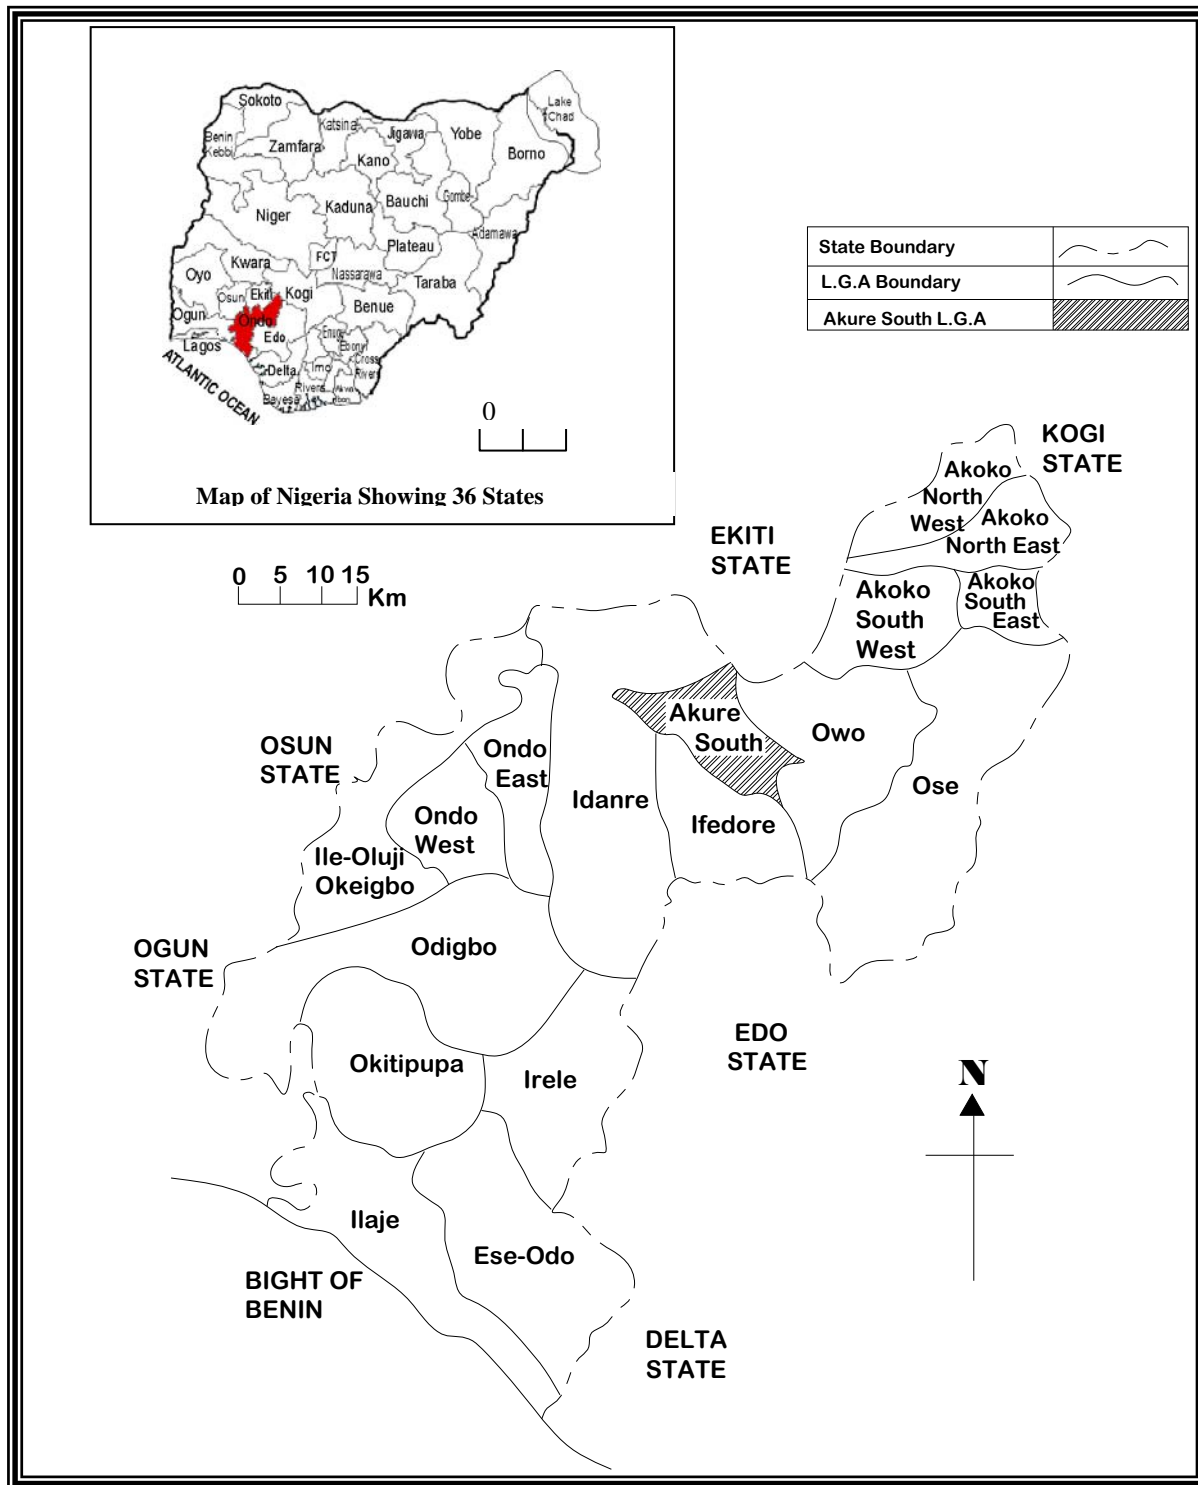 Sokoto
Katsina
Jigawa
Yobe
Lake
Chad
Benin
Kebbi
Zamfara
Kano
Borno
Niger
Kaduna
Bauchi
Gombe
Adamawa
Plateau
FCT
Kwara
Oyo
Nassarawa
Taraba
Osun
Ekiti
Kogi
Benue
Ogun
Ondo
Edo
Lagos
Enugu
Ebonyi
Cross
River
Delta
Imo
Rivers
Bayesa
ATLANTIC OCEAN
0
Map of Nigeria Showing 36 States
State Boundary
L.G.A Boundary
Akure South L.G.A
0 5 10 15
Km
KOGI
STATE
EKITI
STATE
Akoko
North
West
Akoko
North East
Akoko
South
West
Akoko
South
East
OSUN
STATE
Ondo
East
Akure
South
Owo
Ose
Idanre
Ifedore
Ondo
West
Ile-Oluji
Okeigbo
OGUN
STATE
Odigbo
EDO
STATE
Okitipupa
Irele
N
Ilaje
Ese-Odo
BIGHT OF
BENIN
DELTA
STATE